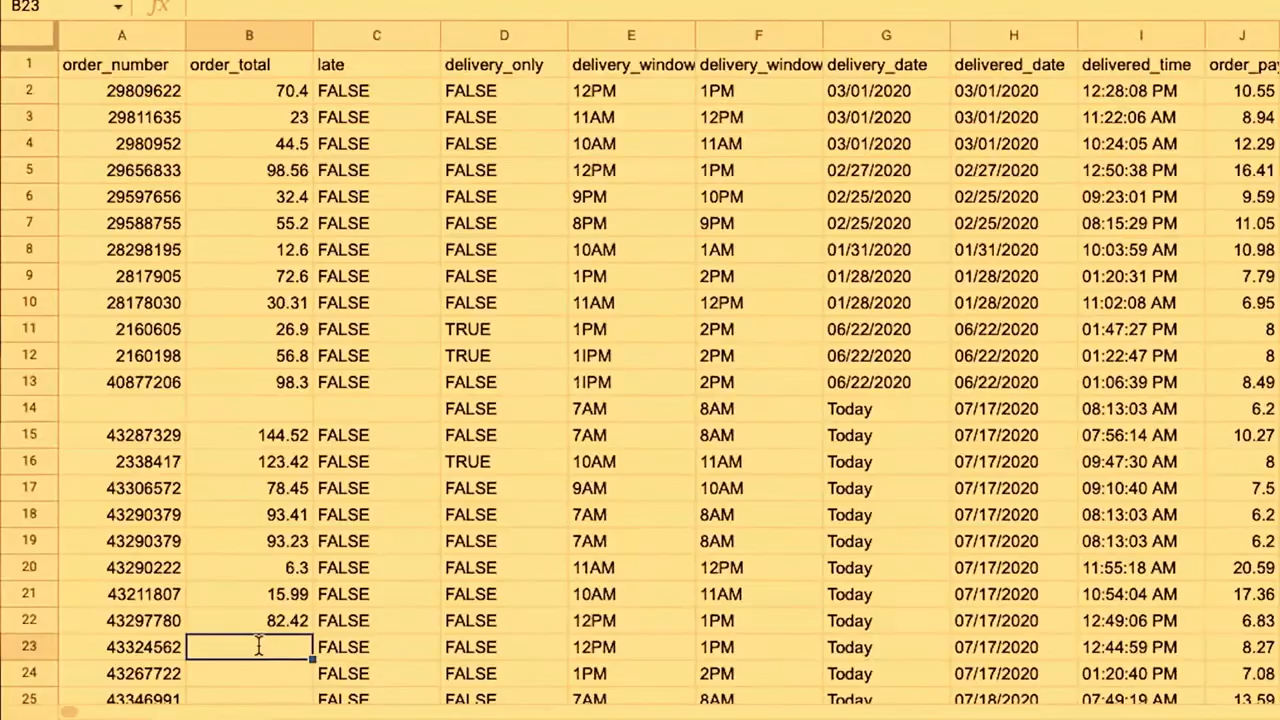 B23 fx
A B C D E F G H I J
1 order_number order_total late delivery_only delivery_window delivery_window delivery_date delivered_date delivered_time order_pay
2 29809622 70.4 FALSE FALSE 12PM 1PM 03/01/2020 03/01/2020 12:28:08 PM 10.55
3 29811635 23 FALSE FALSE 11AM 12PM 03/01/2020 03/01/2020 11:22:06 AM 8.94
4 2980952 44.5 FALSE FALSE 10AM 11AM 03/01/2020 03/01/2020 10:24:05 AM 12.29
5 29656833 98.56 FALSE FALSE 12PM 1PM 02/27/2020 02/27/2020 12:50:38 PM 16.41
6 29597656 32.4 FALSE FALSE 9PM 10PM 02/25/2020 02/25/2020 09:23:01 PM 9.59
7 29588755 55.2 FALSE FALSE 8PM 9PM 02/25/2020 02/25/2020 08:15:29 PM 11.05
8 28298195 12.6 FALSE FALSE 10AM 1AM 01/31/2020 01/31/2020 10:03:59 AM 10.98
9 2817905 72.6 FALSE FALSE 1PM 2PM 01/28/2020 01/28/2020 01:20:31 PM 7.79
10 28178030 30.31 FALSE FALSE 11AM 12PM 01/28/2020 01/28/2020 11:02:08 AM 6.95
11 2160605 26.9 FALSE TRUE 1PM 2PM 06/22/2020 06/22/2020 01:47:27 PM 8
12 2160198 56.8 FALSE TRUE 1IPM 2PM 06/22/2020 06/22/2020 01:22:47 PM 8
13 40877206 98.3 FALSE FALSE 1IPM 2PM 06/22/2020 06/22/2020 01:06:39 PM 8.49
14 FALSE 7AM 8AM Today 07/17/2020 08:13:03 AM 6.2
15 43287329 144.52 FALSE FALSE 7AM 8AM Today 07/17/2020 07:56:14 AM 10.27
16 2338417 123.42 FALSE TRUE 10AM 11AM Today 07/17/2020 09:47:30 AM 8
17 43306572 78.45 FALSE FALSE 9AM 10AM Today 07/17/2020 09:10:40 AM 7.5
18 43290379 93.41 FALSE FALSE 7AM 8AM Today 07/17/2020 08:13:03 AM 6.2
19 43290379 93.23 FALSE FALSE 7AM 8AM Today 07/17/2020 08:13:03 AM 6.2
20 43290222 6.3 FALSE FALSE 11AM 12PM Today 07/17/2020 11:55:18 AM 20.59
21 43211807 15.99 FALSE FALSE 10AM 11AM Today 07/17/2020 10:54:04 AM 17.36
22 43297780 82.42 FALSE FALSE 12PM 1PM Today 07/17/2020 12:49:06 PM 6.83
23 43324562 FALSE FALSE 12PM 1PM Today 07/17/2020 12:44:59 PM 8.27
24 43267722 FALSE FALSE 1PM 2PM Today 07/17/2020 01:20:40 PM 7.08
25 43346991 FALSE FALSE 7AM 8AM Today 07/18/2020 07:49:19 AM 13.59